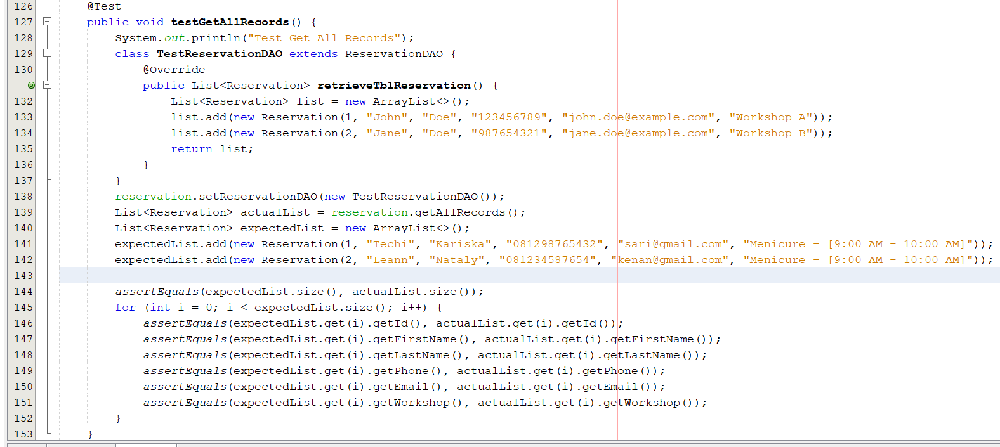 126 @Test
127 public void testGetAllRecords() {
128 System.out.println("Test Get All Records");
129 class TestReservationDAO extends ReservationDAO {
130 @Override
public List<Reservation> retrieveTblReservation() {
132 List<Reservation> list = new ArrayList<>();
133 list.add(new Reservation(1, "John", "Doe", "123456789", "john.doe@example.com", "Workshop A"));
134 list.add(new Reservation(2, "Jane", "Doe", "987654321", "jane.doe@example.com", "Workshop B"));
135 return list;
136 }
137 }
138 reservation.setReservationDAO(new TestReservationDAO());
139 List<Reservation> actualList = reservation.getAllRecords();
140 List<Reservation> expectedList = new ArrayList<>();
141 expectedList.add(new Reservation(1, "Techi", "Kariska", "081298765432", "sari@gmail.com", "Menicure - [9:00 AM - 10:00 AM]"));
142 expectedList.add(new Reservation(2, "Leann", "Nataly", "081234587654", "kenan@gmail.com", "Menicure - [9:00 AM - 10:00 AM]"));
143
144 assertEquals(expectedList.size(), actualList.size());
145 for (int i = 0; i < expectedList.size(); i++) {
146 assertEquals(expectedList.get(i).getId(), actualList.get(i).getId());
147 assertEquals(expectedList.get(i).getFirstName(), actualList.get(i).getFirstName());
148 assertEquals(expectedList.get(i).getLastName(), actualList.get(i).getLastName());
149 assertEquals(expectedList.get(i).getPhone(), actualList.get(i).getPhone());
150 assertEquals(expectedList.get(i).getEmail(), actualList.get(i).getEmail());
151 assertEquals(expectedList.get(i).getWorkshop(), actualList.get(i).getWorkshop());
152 }
153 }